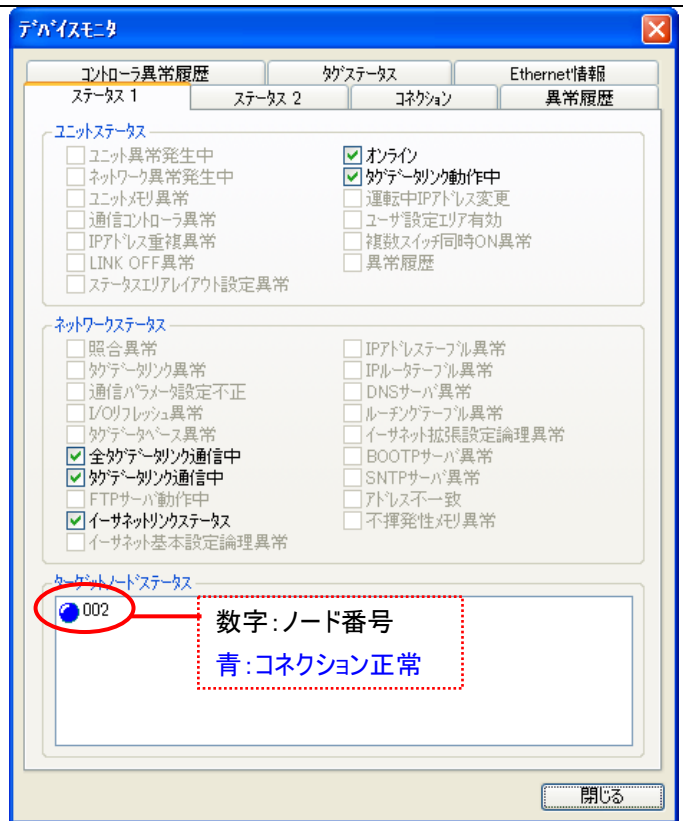 デバイスモニタ
コントローラ異常履歴 タグステータス Ethernet情報
ステータス 1 ステータス 2 コネクション 異常履歴
ユニットステータス
ユニット異常発生中
ネットワーク異常発生中
ユニットメモリ異常
通信コントローラ異常
IPアドレス重複異常
LINK OFF異常
ステータスエリアレイアウト設定異常
オンライン
タグデータリンク動作中
運転中IPアドレス変更
ユーザ設定エリア有効
複数スイッチ同時ON異常
異常履歴
ネットワークステータス
照合異常
タグデータリンク異常
通信パラメータ設定不正
I/Oリフレッシュ異常
タグデータベース異常
全タグデータリンク通信中
タグデータリンク通信中
FTPサーバ動作中
イーサネットリンクステータス
イーサネット基本設定論理異常
IPアドレステーブル異常
IPルータテーブル異常
DNSサーバ異常
ルーチングテーブル異常
イーサネット拡張設定論理異常
BOOTPサーバ異常
SNTPサーバ異常
アドレス不一致
不揮発性メモリ異常
ターゲットノードステータス
002
数字:ノード番号
青:コネクション正常
閉じる